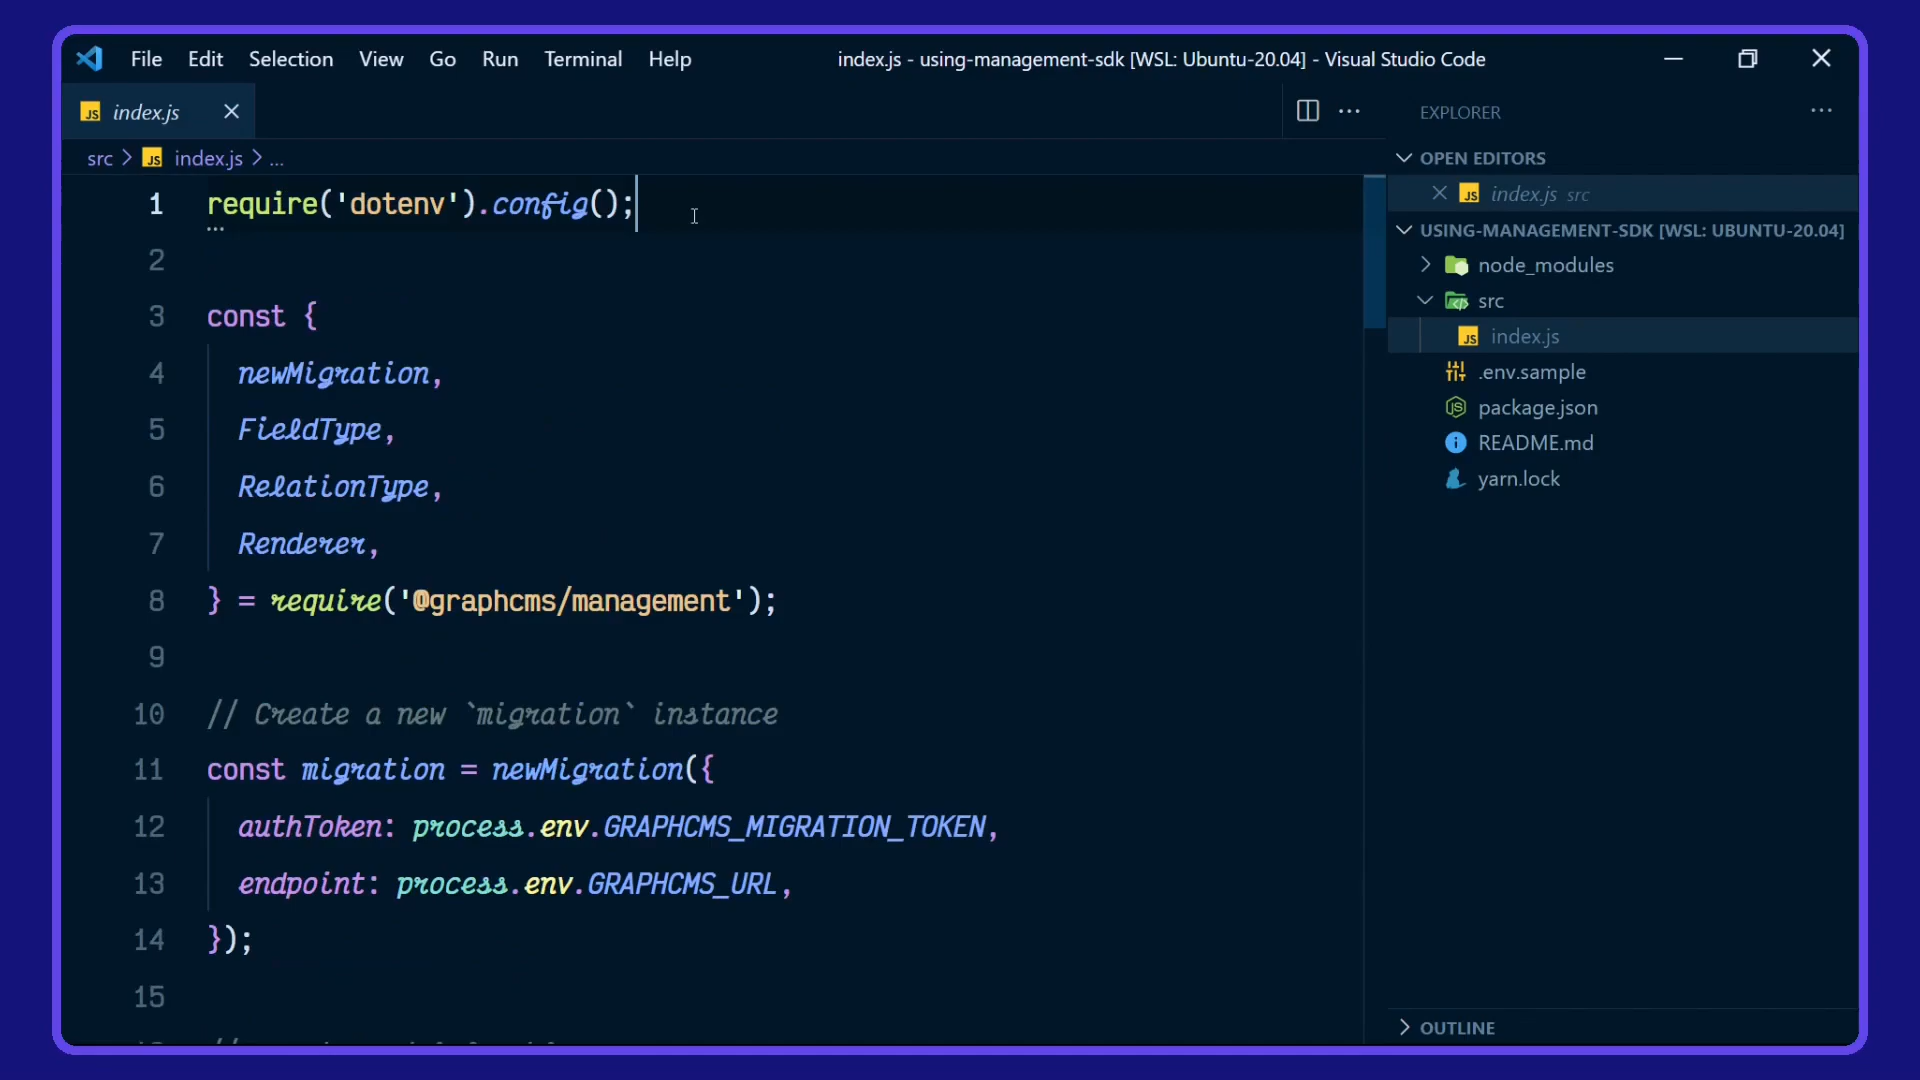 File Edit Selection View Go Run Terminal Help
index.js - using-management-sdk [WSL: Ubuntu-20.04] - Visual Studio Code
JS index.js
src > JS index.js > ...
1 require('dotenv').config();
2
3 const {
4 newMigration,
5 FieldType,
6 RelationType,
7 Renderer,
8 } = require('@graphcms/management');
9
10 // Create a new `migration` instance
11 const migration = newMigration({
12 authToken: process.env.GRAPHCMS_MIGRATION_TOKEN,
13 endpoint: process.env.GRAPHCMS_URL,
14 });
15
EXPLORER
OPEN EDITORS
JS index.js src
USING-MANAGEMENT-SDK [WSL: UBUNTU-20.04]
node_modules
src
JS index.js
.env.sample
package.json
README.md
yarn.lock
OUTLINE